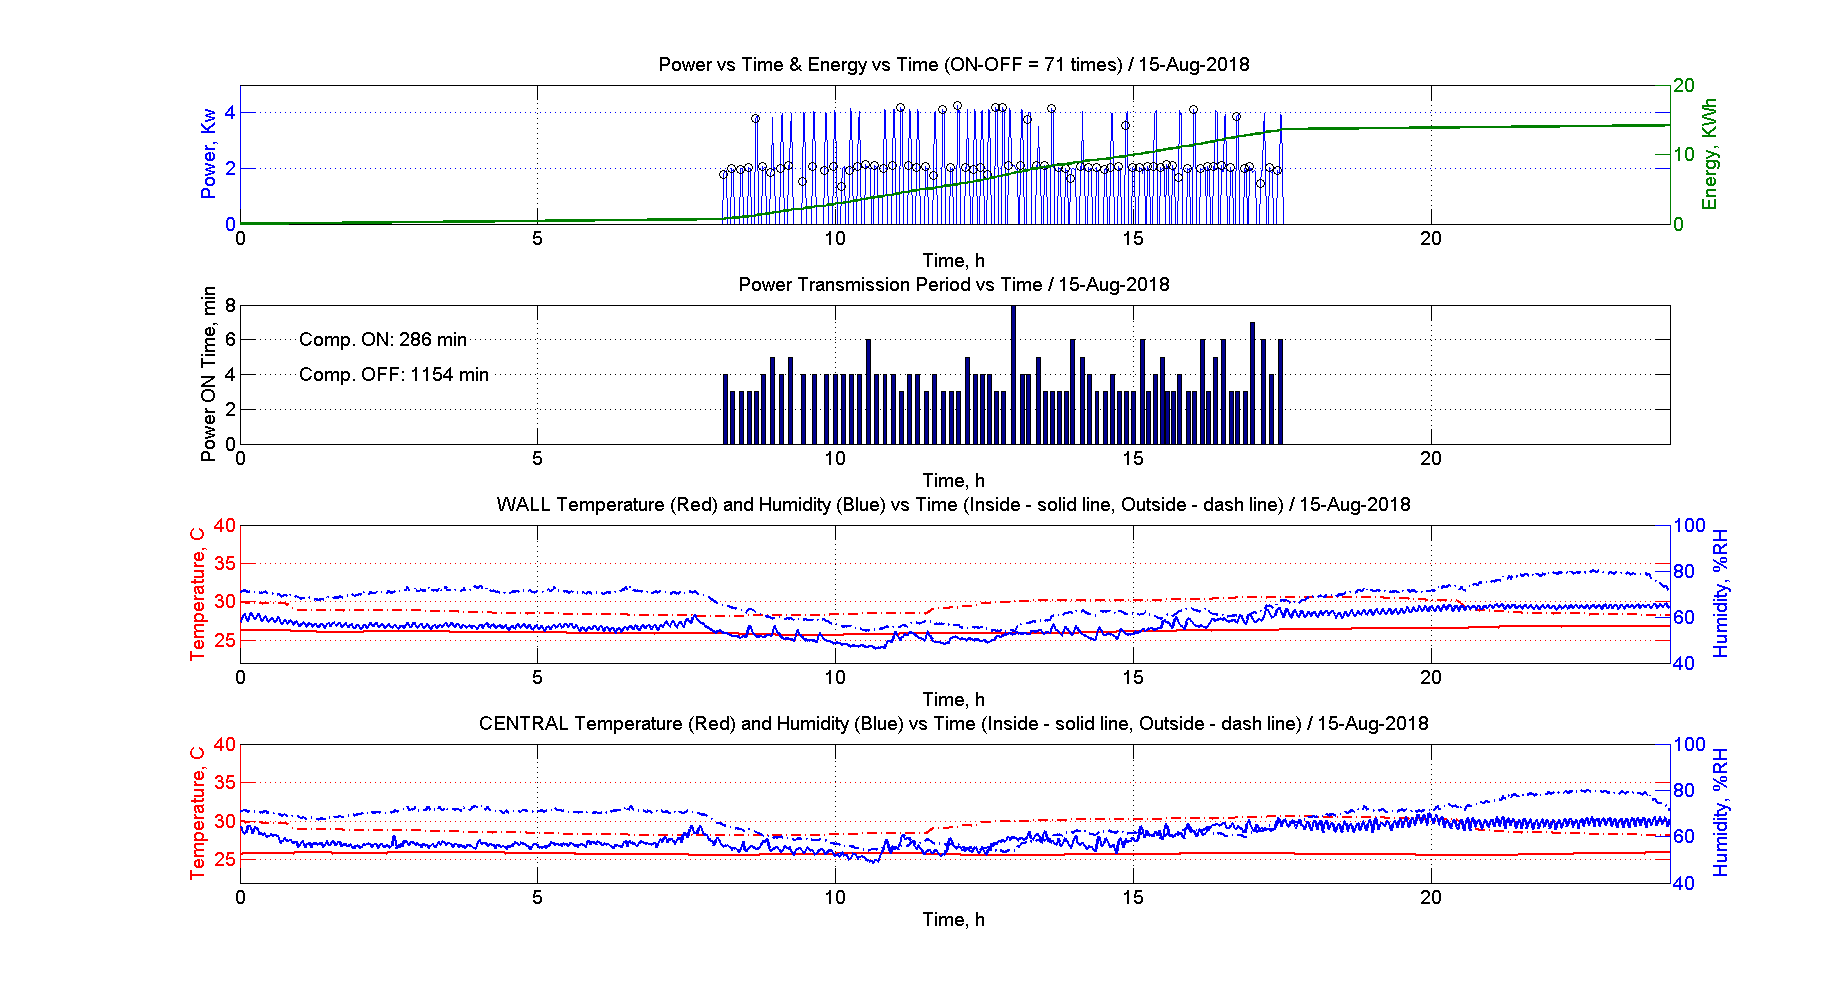 Power vs Time & Energy vs Time (ON-OFF = 71 times) / 15-Aug-2018
Power, Kw
4
2
0
20
10
0
Energy, KWh
0 5 10 15 20
Time, h
Power Transmission Period vs Time / 15-Aug-2018
Power ON Time, min
8
6
4
2
0
Comp. ON: 286 min
Comp. OFF: 1154 min
0 5 10 15 20
Time, h
WALL Temperature (Red) and Humidity (Blue) vs Time (Inside - solid line, Outside - dash line) / 15-Aug-2018
Temperature, C
40
35
30
25
100
80
60
40
Humidity, %RH
0 5 10 15 20
Time, h
CENTRAL Temperature (Red) and Humidity (Blue) vs Time (Inside - solid line, Outside - dash line) / 15-Aug-2018
Temperature, C
40
35
30
25
100
80
60
40
Humidity, %RH
0 5 10 15 20
Time, h